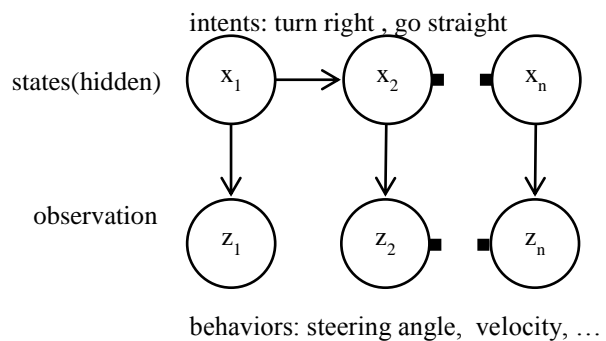 intents: turn right , go straight
states(hidden)
x1
x2
xn
observation
z1
z2
zn
behaviors: steering angle, velocity, …